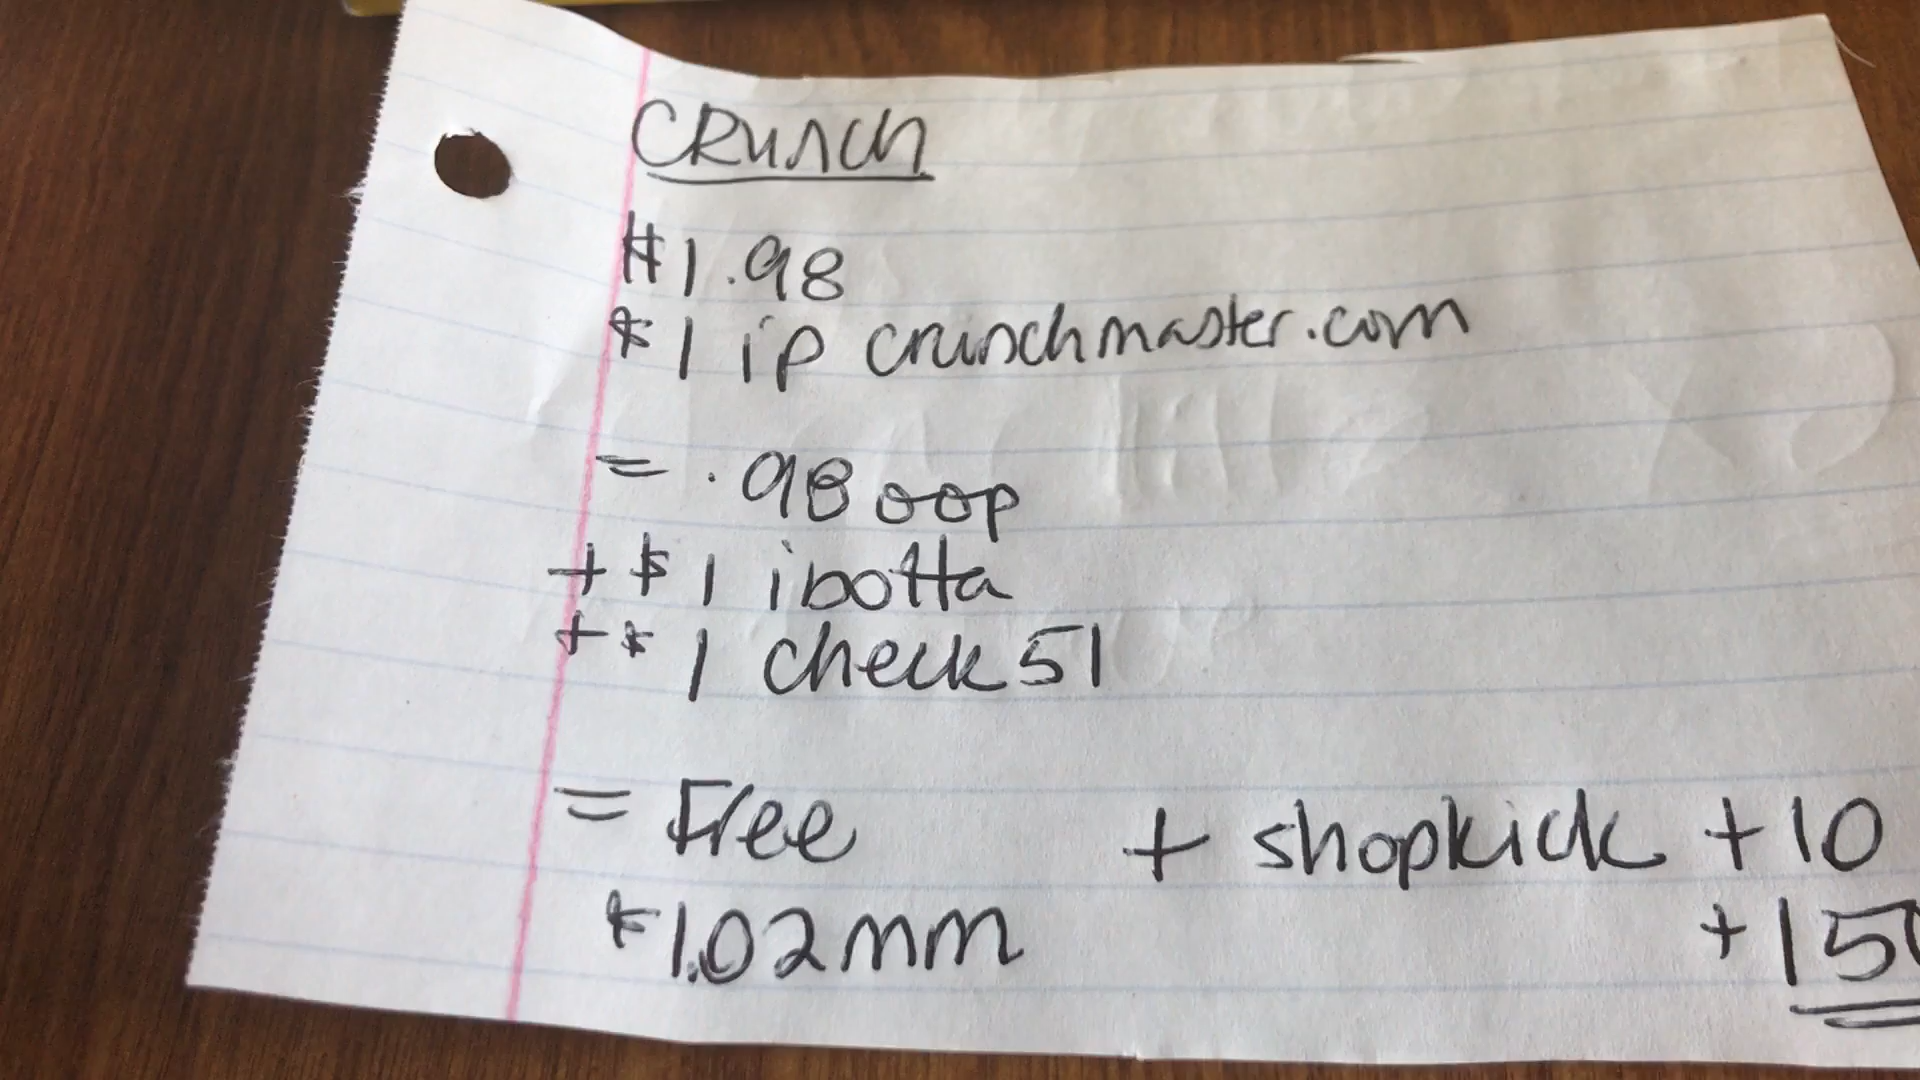 CRunch
$1.98
$1 ip crunchmaster.com
= .98 oop
+ $1 ibotta
+ $1 check51
= Free + shopkick +10
$1.02 mm